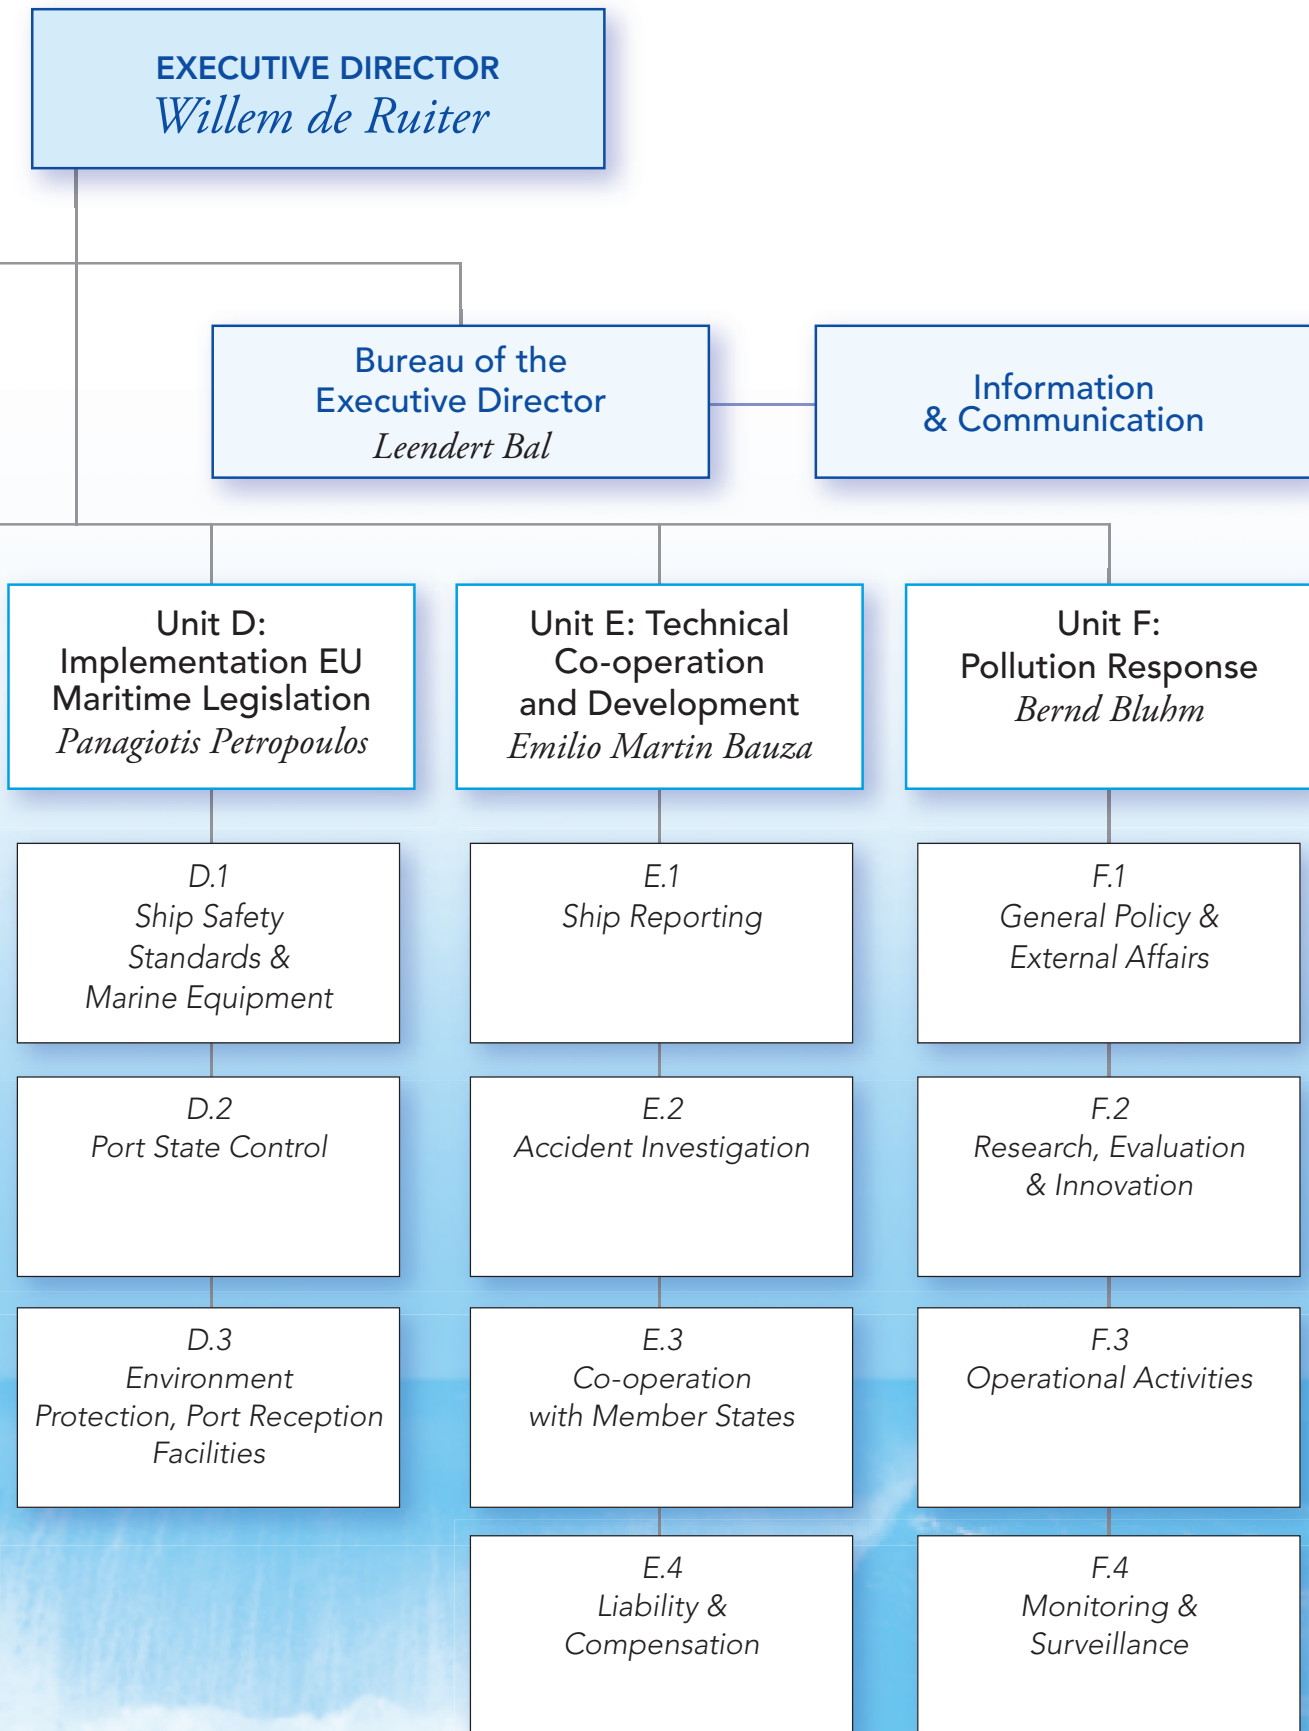 EXECUTIVE DIRECTOR
Willem de Ruiter
Bureau of the
Executive Director
Leendert Bal
Information
& Communication
Unit D:
Implementation EU
Maritime Legislation
Panagiotis Petropoulos
Unit E: Technical
Co-operation
and Development
Emilio Martin Bauza
Unit F:
Pollution Response
Bernd Bluhm
D.1
Ship Safety
Standards &
Marine Equipment
E.1
Ship Reporting
F.1
General Policy &
External Affairs
D.2
Port State Control
E.2
Accident Investigation
F.2
Research, Evaluation
& Innovation
D.3
Environment
Protection, Port Reception
Facilities
E.3
Co-operation
with Member States
F.3
Operational Activities
E.4
Liability &
Compensation
F.4
Monitoring &
Surveillance